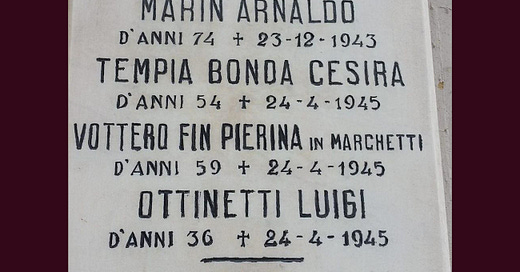 MARIN ARNALDO
D'ANNI 74 + 23-12-1943
TEMPIA BONDA CESIRA
D'ANNI 54 + 24-4-1945
VOTTERO FIN PIERINA IN MARCHETTI
D'ANNI 59 + 24-4-1945
OTTINETTI LUIGI
D'ANNI 36 + 24-4-1945